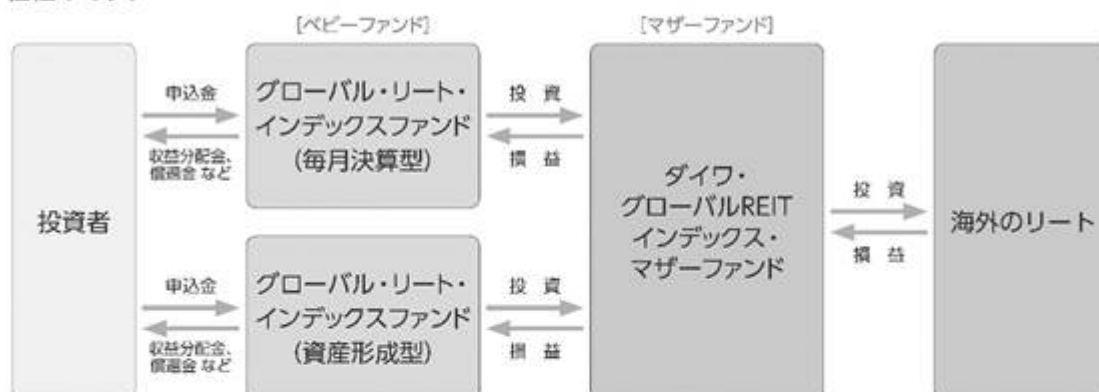 [ベビーファンド]
[マザーファンド]
投資者
申込金
収益分配金、
償還金 など
グローバル・リート・
インデックスファンド
(毎月決算型)
投 資
損 益
申込金
収益分配金、
償還金 など
グローバル・リート・
インデックスファンド
(資産形成型)
投 資
損 益
ダイワ・
グローバルREIT
インデックス・
マザーファンド
投 資
損 益
海外のリート